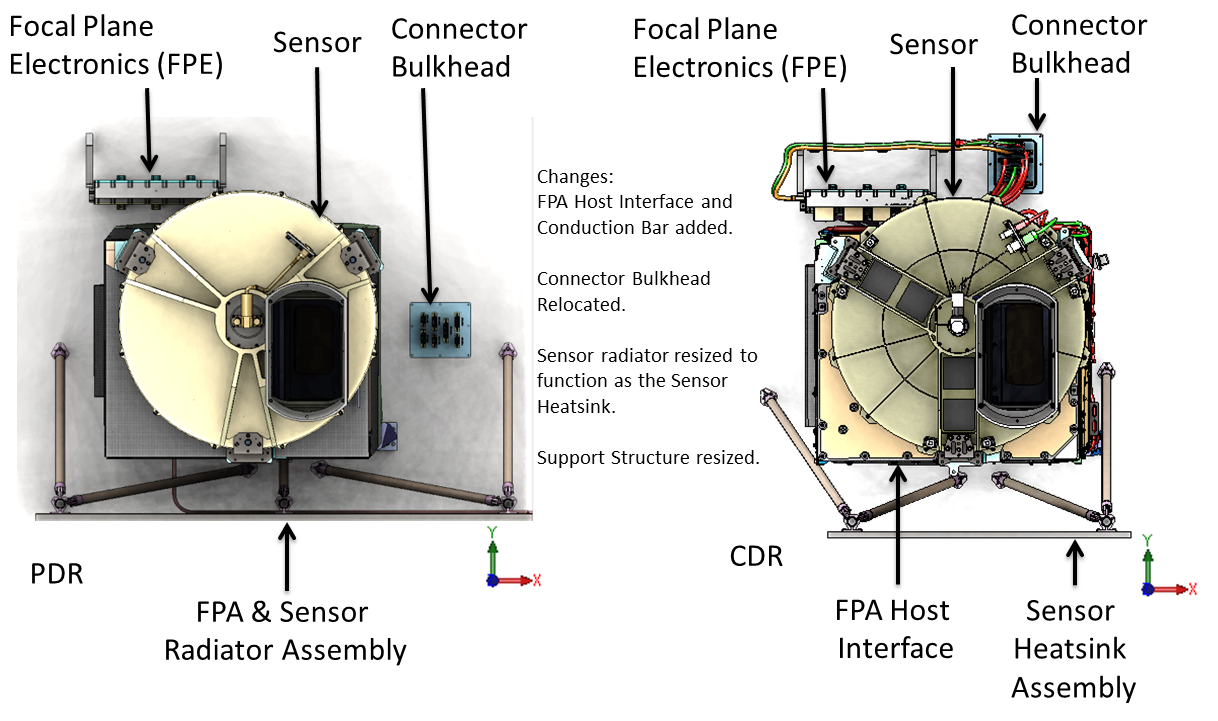 Focal Plane
Electronics (FPE)
Sensor
Connector
Bulkhead
Focal Plane
Electronics (FPE)
Sensor
Connector
Bulkhead
Changes:
FPA Host Interface and
Conduction Bar added.
Connector Bulkhead
Relocated.
Sensor radiator resized to
function as the Sensor
Heatsink.
Support Structure resized.
Y
X
PDR
FPA & Sensor
Radiator Assembly
Y
X
CDR
FPA Host
Interface
Sensor
Heatsink
Assembly